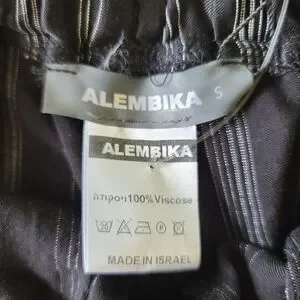 ALEMBIKA S
ALEMBIKA
ויסקוזה 100% Viscose
MADE IN ISRAEL